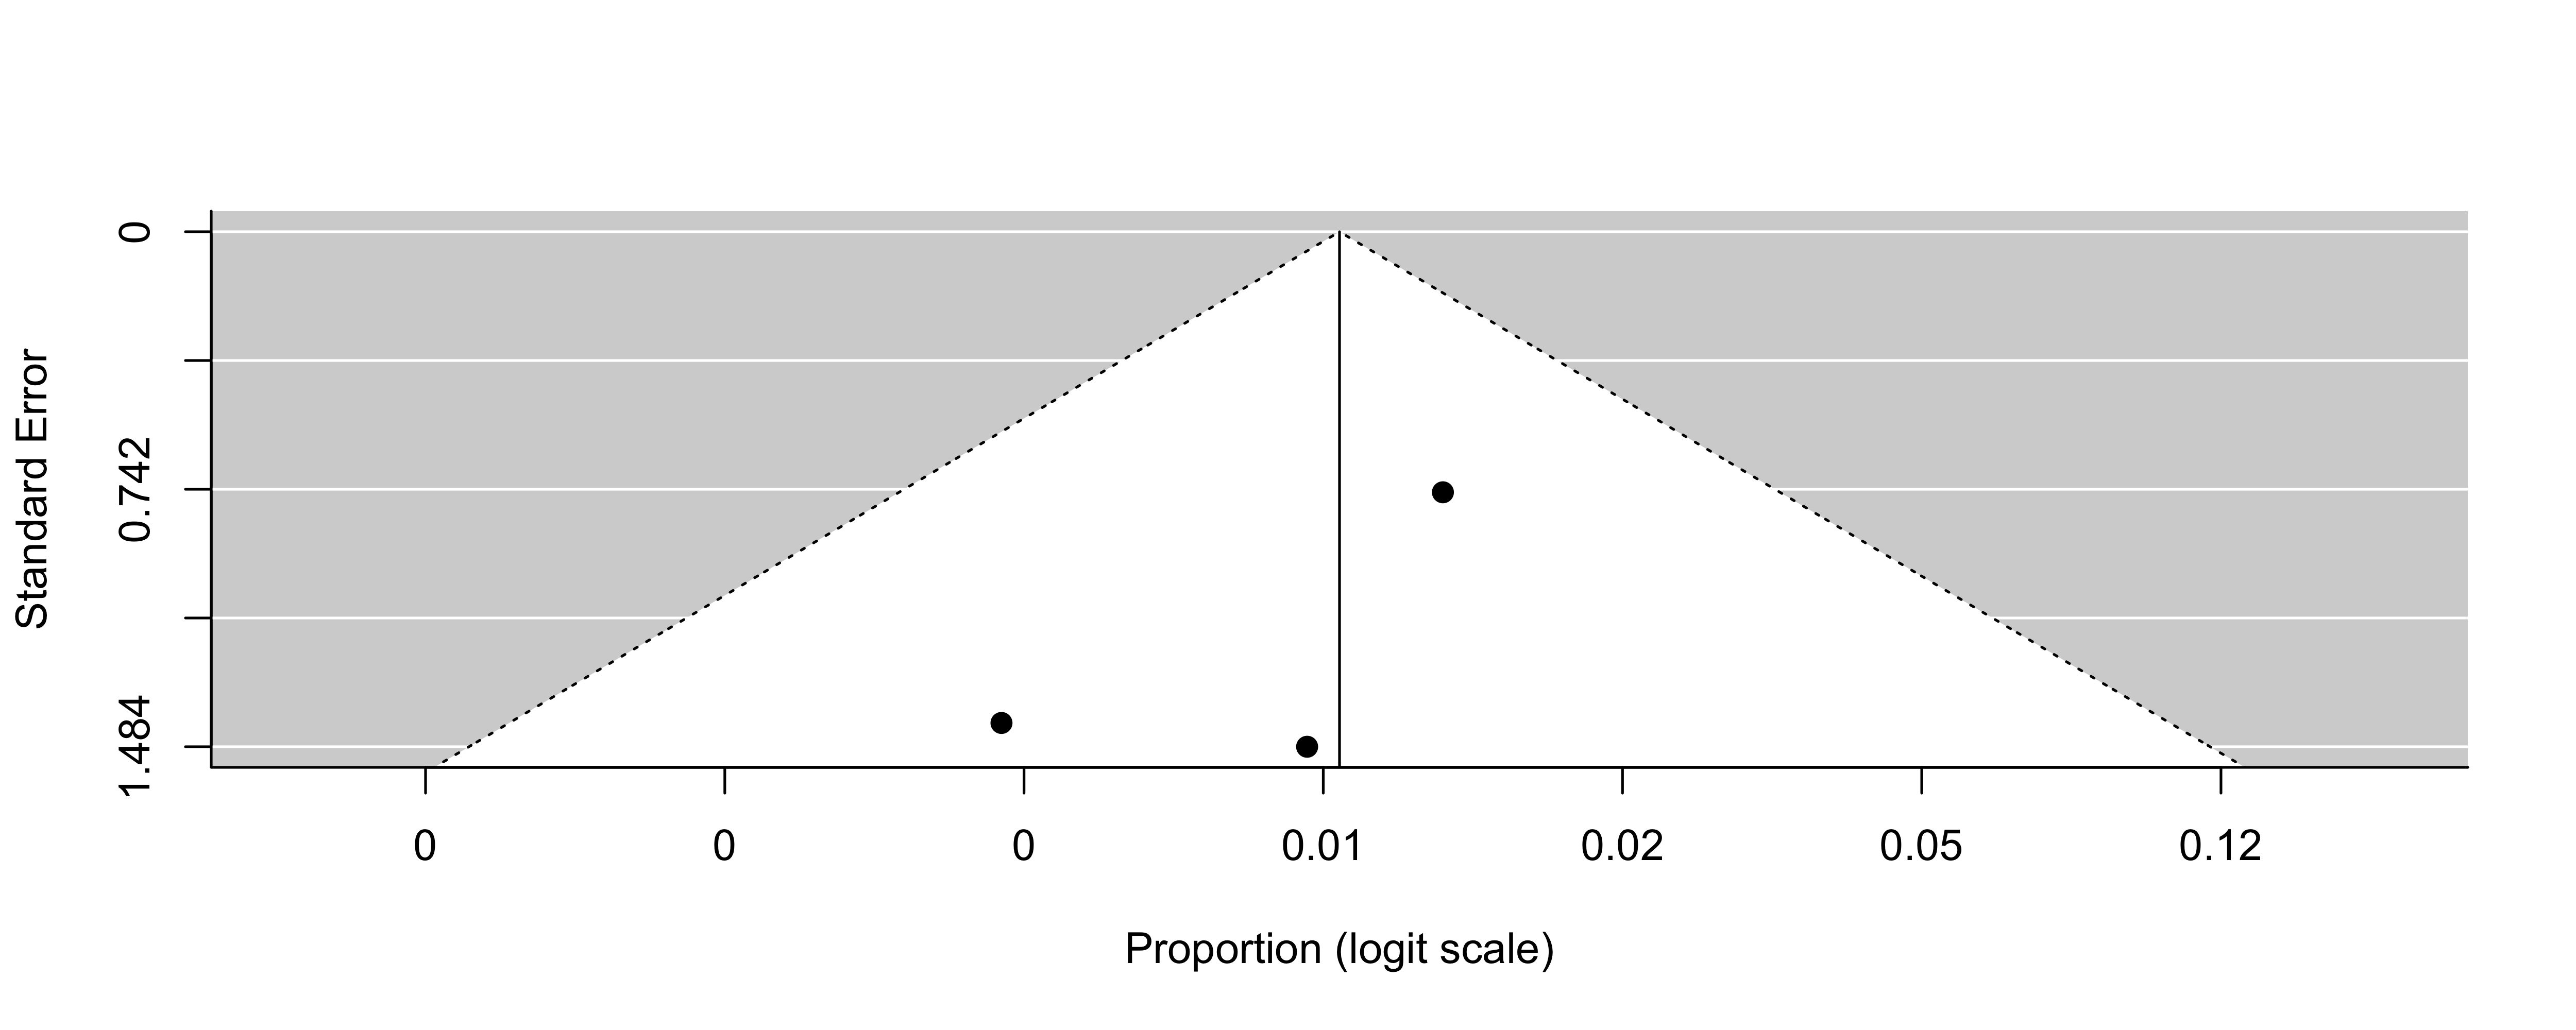 Standard Error
0
0.742
1.484
0 0 0 0.01 0.02 0.05 0.12
Proportion (logit scale)